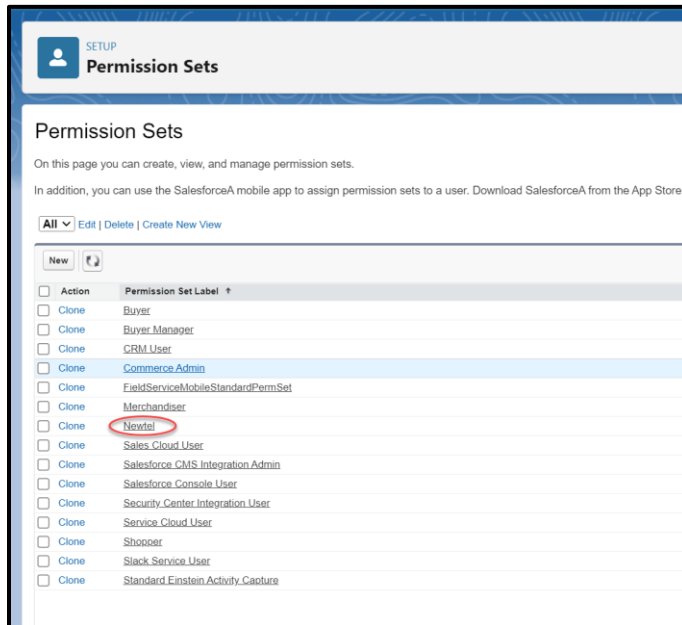 SETUP
Permission Sets
Permission Sets
On this page you can create, view, and manage permission sets.
In addition, you can use the SalesforceA mobile app to assign permission sets to a user. Download SalesforceA from the App Store
All Edit | Delete | Create New View
New
Action Permission Set Label ↑
Clone Buyer
Clone Buyer Manager
Clone CRM User
Clone Commerce Admin
Clone FieldServiceMobileStandardPermSet
Clone Merchandiser
Clone Newtel
Clone Sales Cloud User
Clone Salesforce CMS Integration Admin
Clone Salesforce Console User
Clone Security Center Integration User
Clone Service Cloud User
Clone Shopper
Clone Slack Service User
Clone Standard Einstein Activity Capture